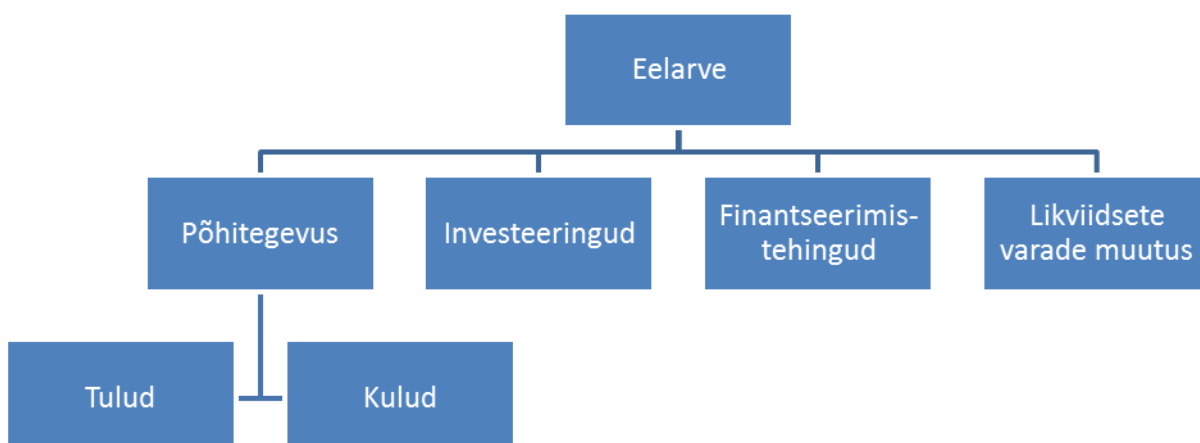 Eelarve
Põhitegevus
Investeeringud
Finantseerimis-
tehingud
Likviidsete
varade muutus
Tulud
Kulud